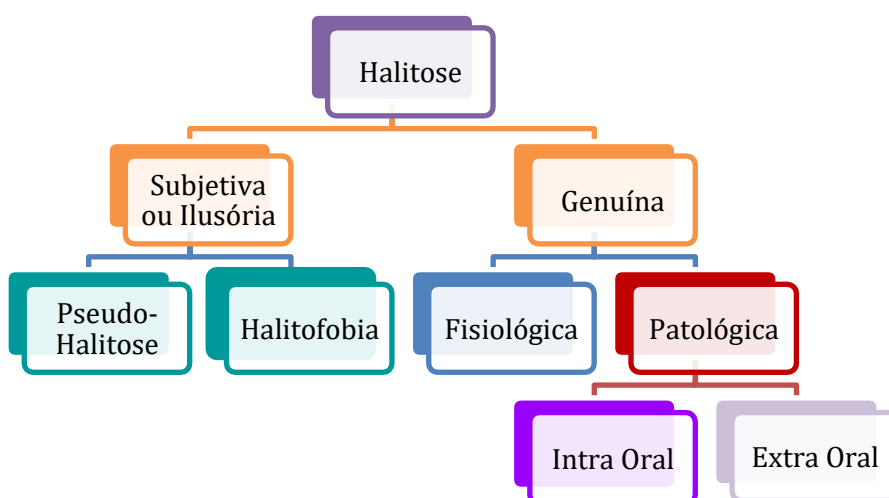 Halitose
Subjetiva
ou Ilusória
Genuína
Pseudo-
Halitose
Halitofobia
Fisiológica
Patológica
Intra Oral
Extra Oral